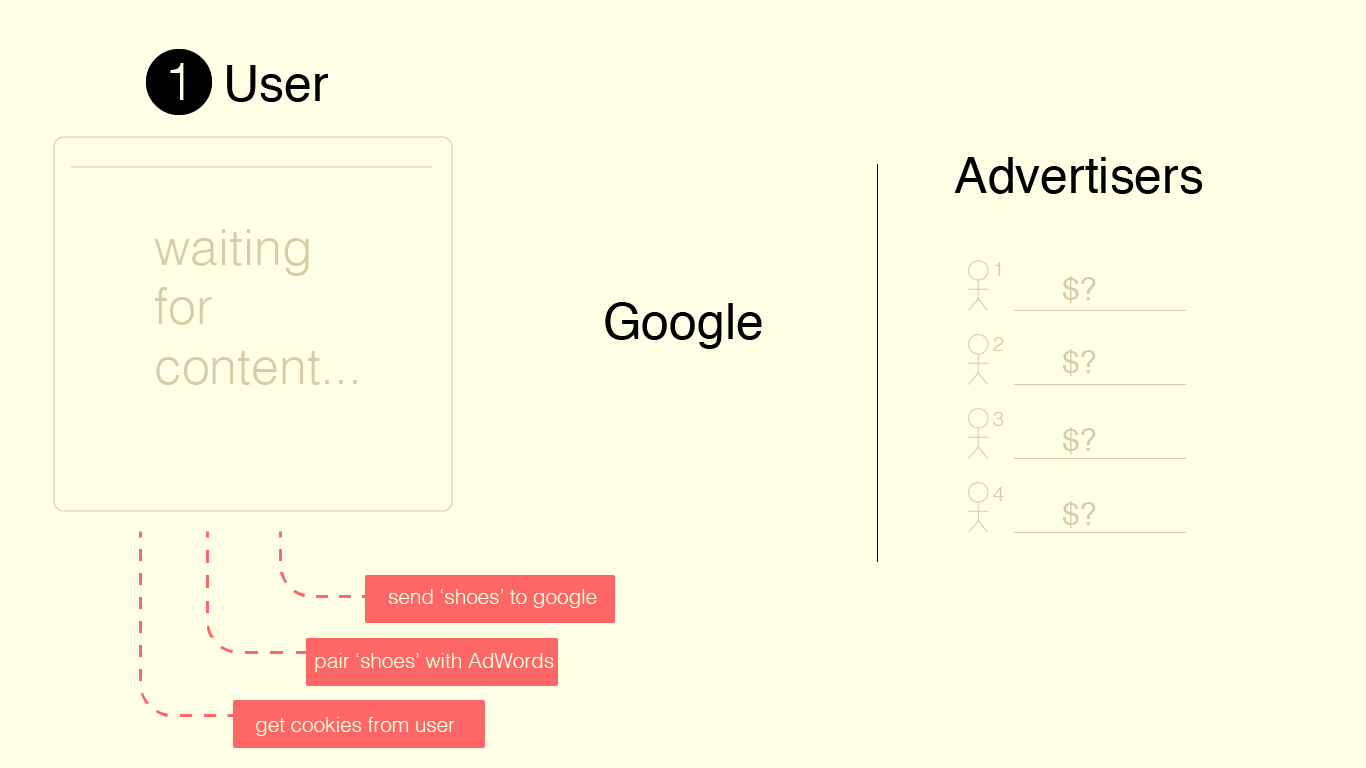 1 User
waiting
for
content...
Google
Advertisers
1 $?
2 $?
3 $?
4 $?
send ‘shoes’ to google
pair ‘shoes’ with AdWords
get cookies from user